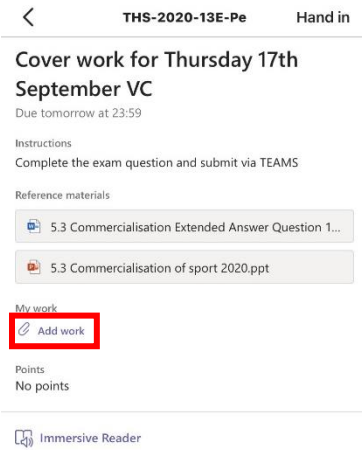 THS-2020-13E-Pe Hand in
Cover work for Thursday 17th
September VC
Due tomorrow at 23:59
Instructions
Complete the exam question and submit via TEAMS
Reference materials
5.3 Commercialisation Extended Answer Question 1...
5.3 Commercialisation of sport 2020.ppt
My work
Add work
Points
No points
Immersive Reader